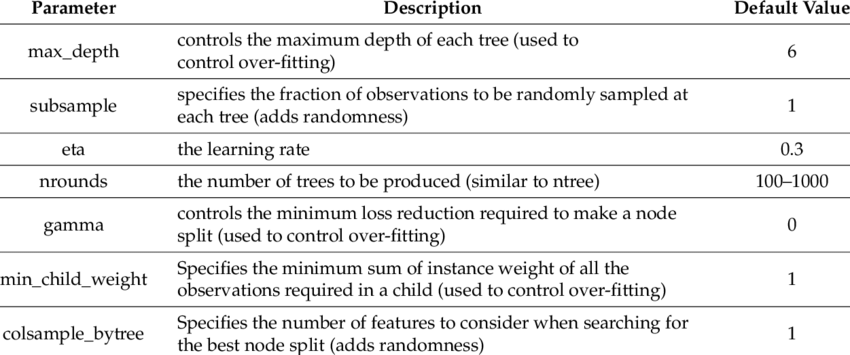 Parameter Description Default Value
max_depth controls the maximum depth of each tree (used to control over-fitting) 6
subsample specifies the fraction of observations to be randomly sampled at each tree (adds randomness) 1
eta the learning rate 0.3
nrounds the number of trees to be produced (similar to ntree) 100–1000
gamma controls the minimum loss reduction required to make a node split (used to control over-fitting) 0
min_child_weight Specifies the minimum sum of instance weight of all the observations required in a child (used to control over-fitting) 1
colsample_bytree Specifies the number of features to consider when searching for the best node split (adds randomness) 1